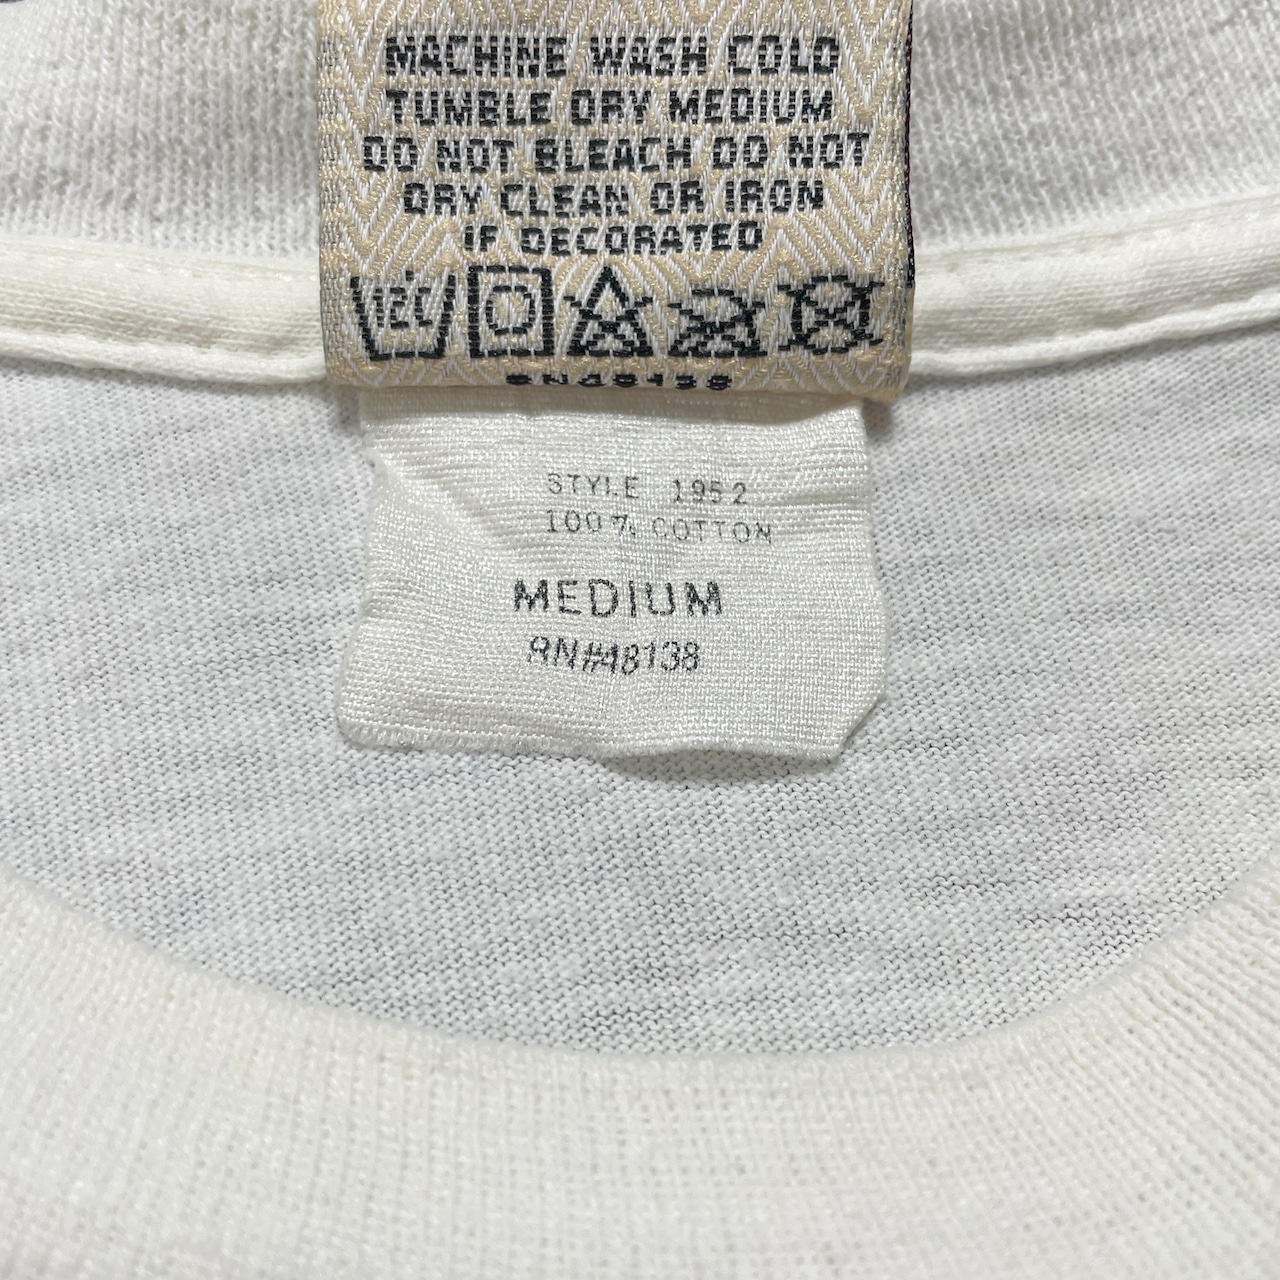 MACHINE WASH COLD
TUMBLE DRY MEDIUM
DO NOT BLEACH DO NOT
DRY CLEAN OR IRON
IF DECORATED
RN48138
STYLE 1952
100% COTTON
MEDIUM
RN#48138